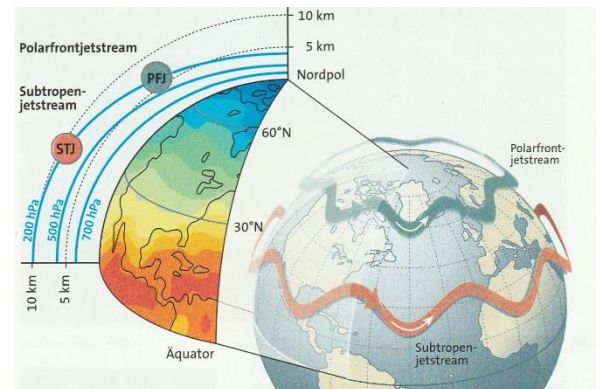 10 km
5 km
Polarfrontjetstream
PFJ
Nordpol
Subtropen-
jetstream
STJ
60°N
Polarfront-
jetstream
30°N
200 hPa
500 hPa
700 hPa
10 km
5 km
Äquator
Subtropen-
jetstream